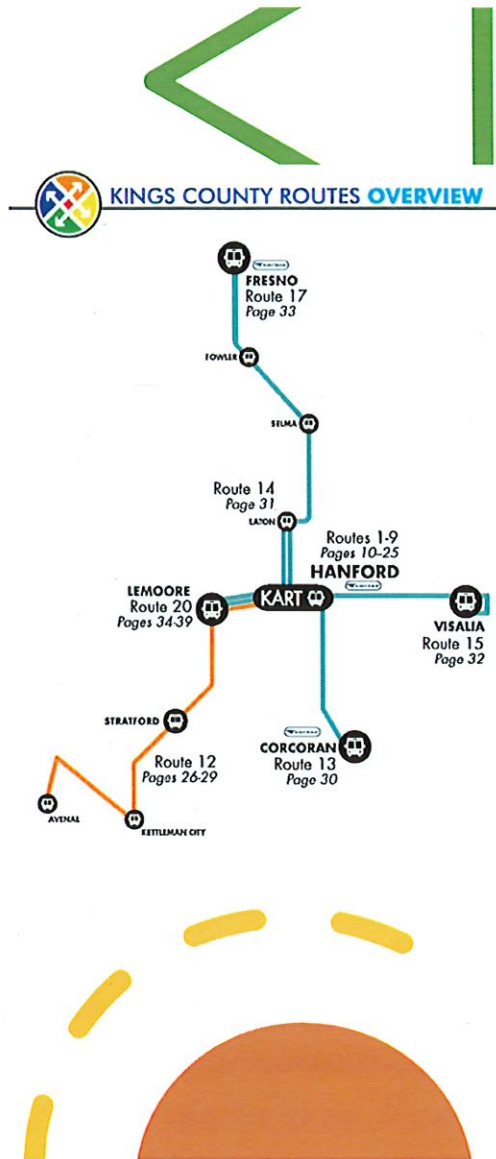 KINGS COUNTY ROUTES OVERVIEW
FRESNO
Route 17
Page 33
FOWLER
SELMA
Route 14
Page 31
LATON
Routes 1-9
Pages 10-25
HANFORD
KART
LEMOORE
Route 20
Pages 34-39
VISALIA
Route 15
Page 32
STRATFORD
Route 12
Pages 26-29
CORCORAN
Route 13
Page 30
AVENAL
KETTLEMAN CITY